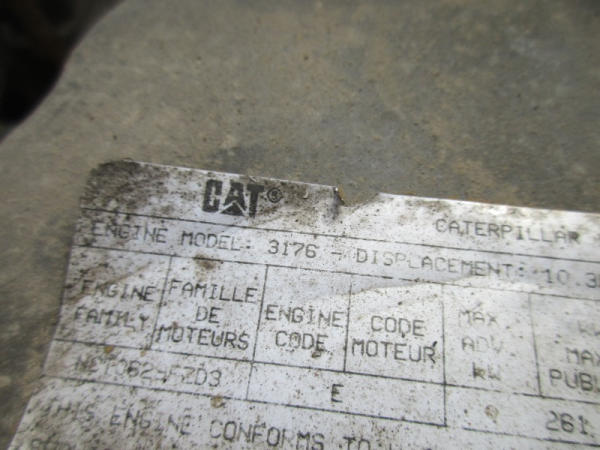 CAT®
CATERPILLAR
ENGINE MODEL: 3176 - DISPLACEMENT: 10.3
ENGINE FAMILY
FAMILLE DE MOTEURS
ENGINE CODE
CODE MOTEUR
MAX ADV kW
MAX
E
261
THIS ENGINE CONFORMS TO